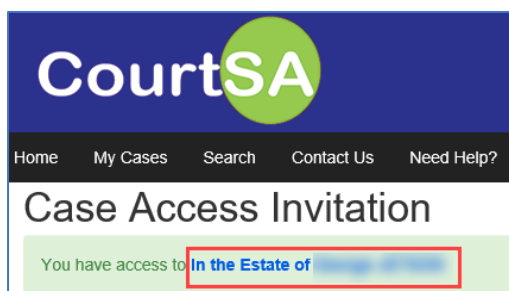 CourtSA
Home My Cases Search Contact Us Need Help?
Case Access Invitation
You have access to In the Estate of